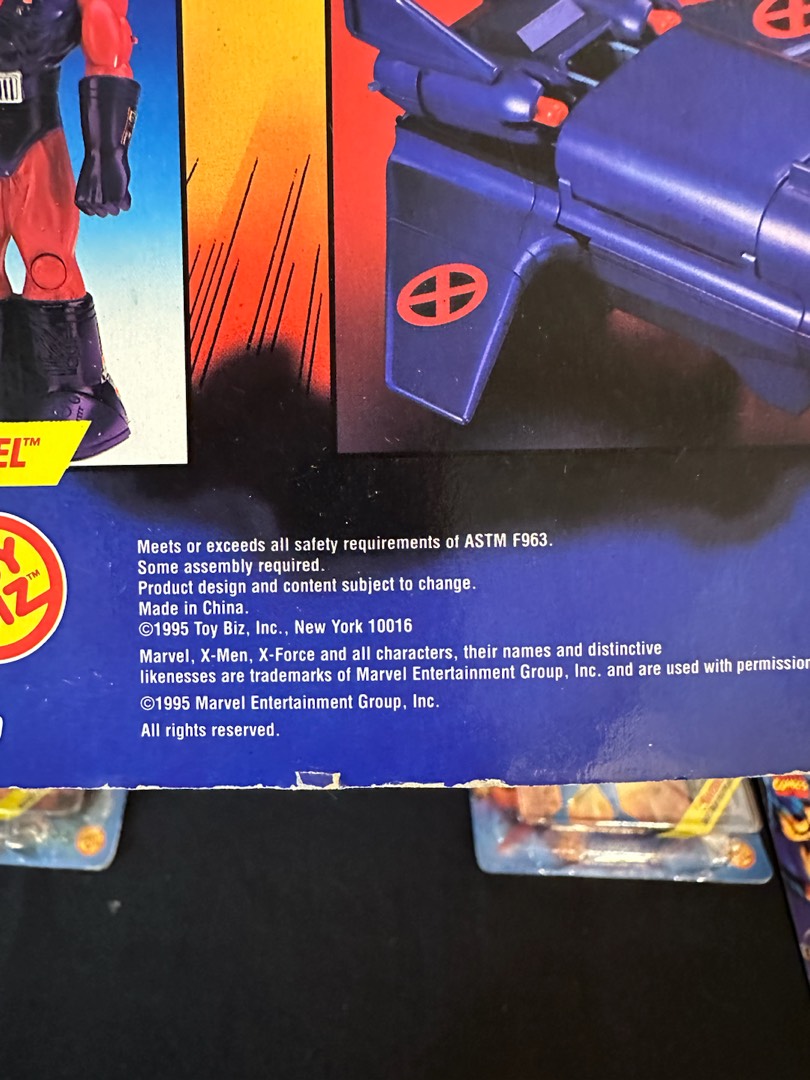 EL™
Y
IZ™
Meets or exceeds all safety requirements of ASTM F963.
Some assembly required.
Product design and content subject to change.
Made in China.
©1995 Toy Biz, Inc., New York 10016
Marvel, X-Men, X-Force and all characters, their names and distinctive
likenesses are trademarks of Marvel Entertainment Group, Inc. and are used with permission
©1995 Marvel Entertainment Group, Inc.
All rights reserved.
COMICS